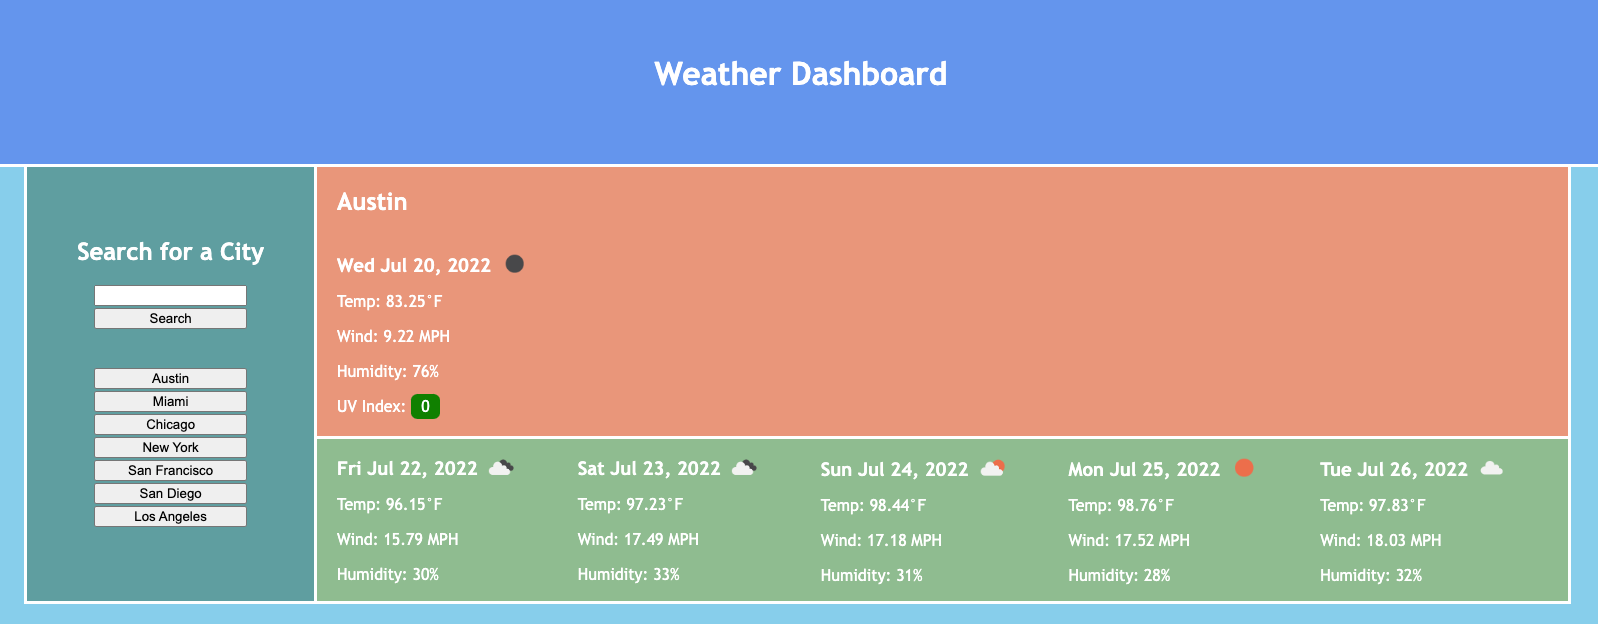 Weather Dashboard
Search for a City
Search
Austin
Miami
Chicago
New York
San Francisco
San Diego
Los Angeles
Austin
Wed Jul 20, 2022
Temp: 83.25°F
Wind: 9.22 MPH
Humidity: 76%
UV Index: 0
Fri Jul 22, 2022
Temp: 96.15°F
Wind: 15.79 MPH
Humidity: 30%
Sat Jul 23, 2022
Temp: 97.23°F
Wind: 17.49 MPH
Humidity: 33%
Sun Jul 24, 2022
Temp: 98.44°F
Wind: 17.18 MPH
Humidity: 31%
Mon Jul 25, 2022
Temp: 98.76°F
Wind: 17.52 MPH
Humidity: 28%
Tue Jul 26, 2022
Temp: 97.83°F
Wind: 18.03 MPH
Humidity: 32%